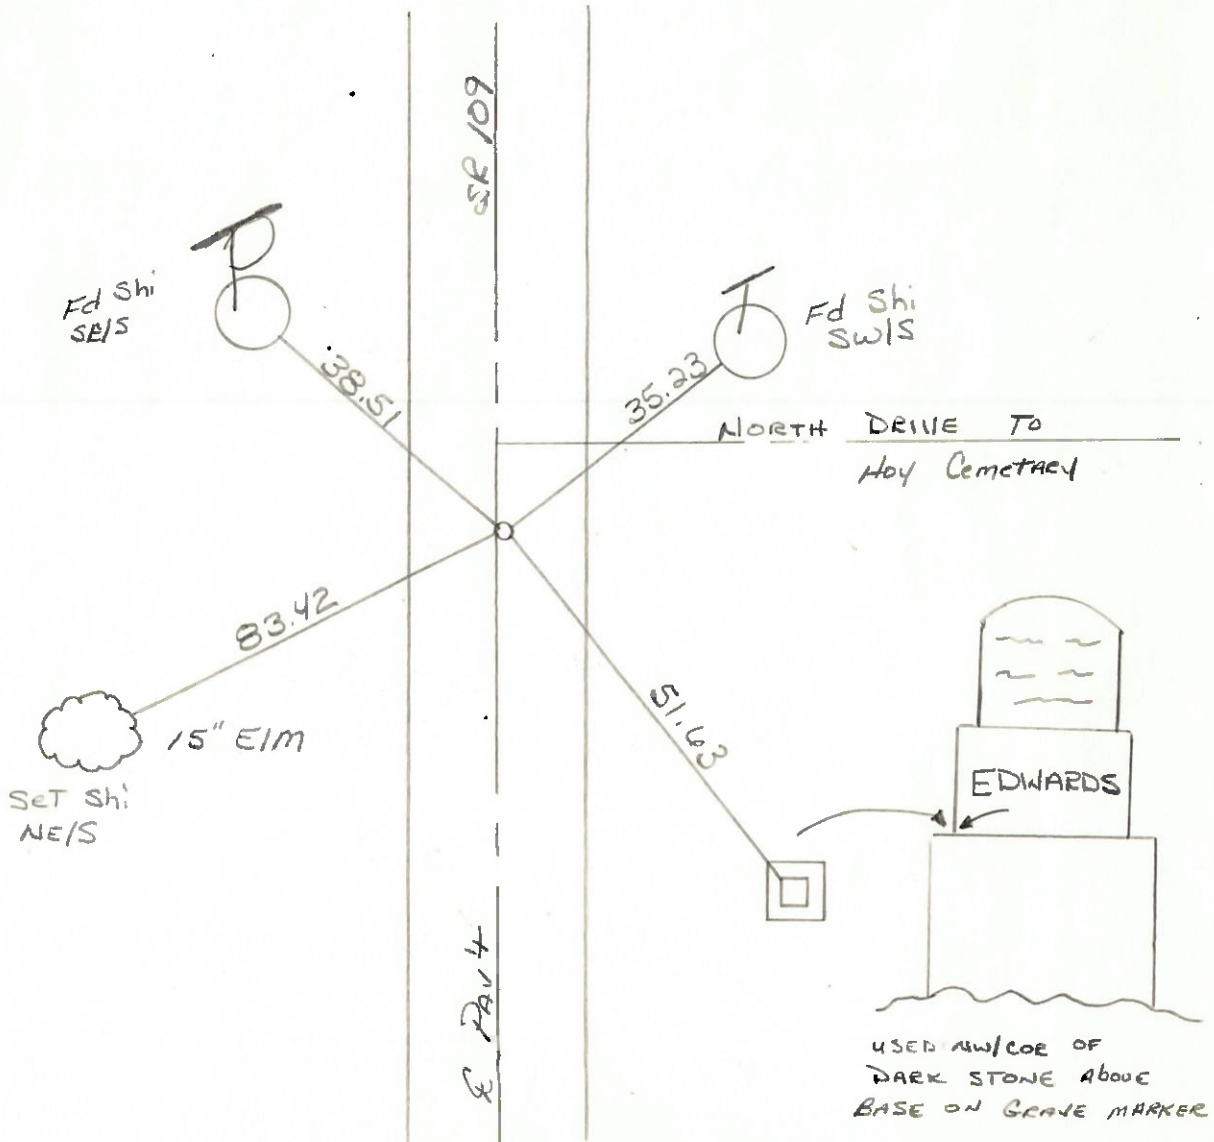 SR 109
Fd Shi
SE/S
Fd Shi
SW/S
38.51
35.23
NORTH DRIVE TO
Hoy Cemetary
83.42
15" Elm
Set Shi
NE/S
51.63
EDWARDS
℄ Pav't
USED NW/COR OF
DARK STONE Above
BASE ON GRAVE MARKER